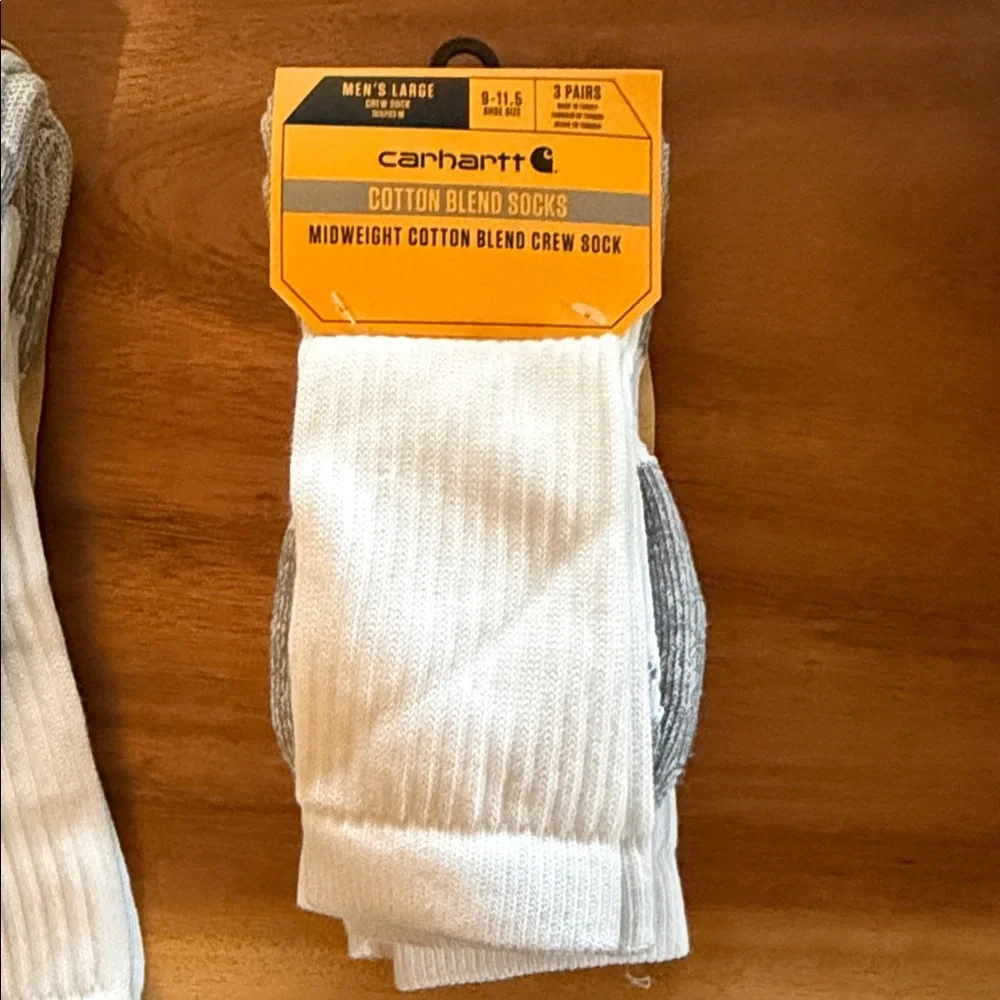 MEN'S LARGE
CREW SOCK
9-11.5
SHOE SIZE
3 PAIRS
carhartt
COTTON BLEND SOCKS
MIDWEIGHT COTTON BLEND CREW SOCK